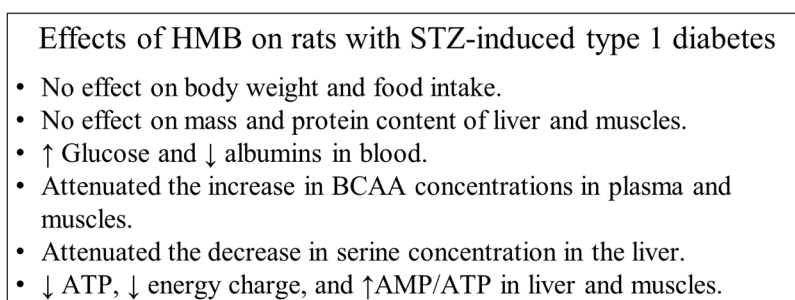 Effects of HMB on rats with STZ-induced type 1 diabetes
• No effect on body weight and food intake.
• No effect on mass and protein content of liver and muscles.
• ↑ Glucose and ↓ albumins in blood.
• Attenuated the increase in BCAA concentrations in plasma and
muscles.
• Attenuated the decrease in serine concentration in the liver.
• ↓ ATP, ↓ energy charge, and ↑AMP/ATP in liver and muscles.